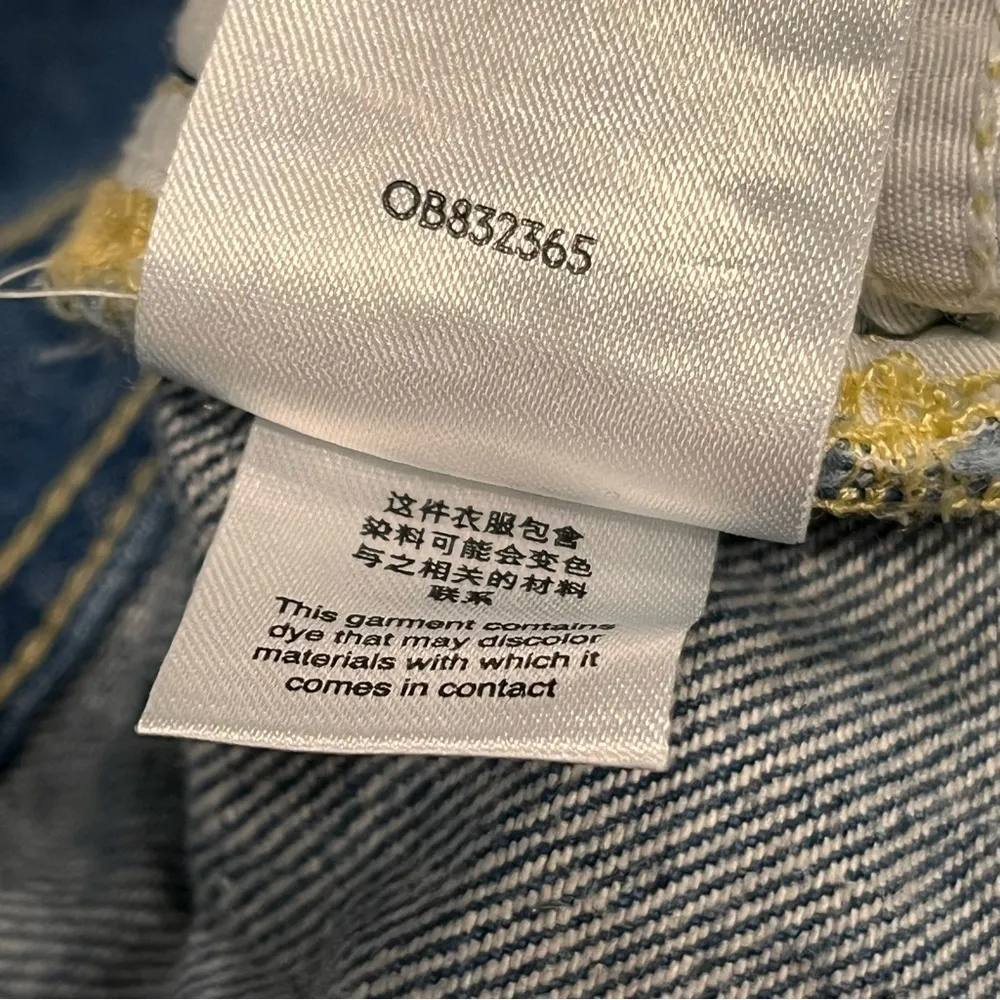 OB832365
这件衣服包含
染料可能会变色
与之相关的材料
联系
This garment contains
dye that may discolor
materials with which it
comes in contact